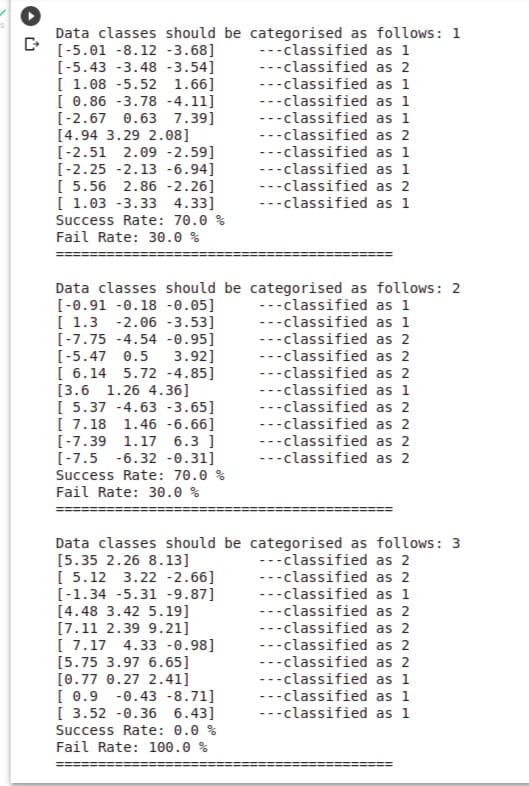 Data classes should be categorised as follows: 1
[-5.01 -8.12 -3.68]     ---classified as 1
[-5.43 -3.48 -3.54]     ---classified as 2
[ 1.08 -5.52  1.66]     ---classified as 1
[ 0.86 -3.78 -4.11]     ---classified as 1
[-2.67  0.63  7.39]     ---classified as 1
[4.94 3.29 2.08]        ---classified as 2
[-2.51  2.09 -2.59]     ---classified as 1
[-2.25 -2.13 -6.94]     ---classified as 1
[ 5.56  2.86 -2.26]     ---classified as 2
[ 1.03 -3.33  4.33]     ---classified as 1
Success Rate: 70.0 %
Fail Rate: 30.0 %
========================================
Data classes should be categorised as follows: 2
[-0.91 -0.18 -0.05]     ---classified as 1
[ 1.3  -2.06 -3.53]     ---classified as 1
[-7.75 -4.54 -0.95]     ---classified as 2
[-5.47  0.5   3.92]     ---classified as 2
[ 6.14  5.72 -4.85]     ---classified as 2
[3.6  1.26 4.36]        ---classified as 1
[ 5.37 -4.63 -3.65]     ---classified as 2
[ 7.18  1.46 -6.66]     ---classified as 2
[-7.39  1.17  6.3 ]     ---classified as 2
[-7.5  -6.32 -0.31]     ---classified as 2
Success Rate: 70.0 %
Fail Rate: 30.0 %
========================================
Data classes should be categorised as follows: 3
[5.35 2.26 8.13]        ---classified as 2
[ 5.12  3.22 -2.66]     ---classified as 2
[-1.34 -5.31 -9.87]     ---classified as 1
[4.48 3.42 5.19]        ---classified as 2
[7.11 2.39 9.21]        ---classified as 2
[ 7.17  4.33 -0.98]     ---classified as 2
[5.75 3.97 6.65]        ---classified as 2
[0.77 0.27 2.41]        ---classified as 1
[ 0.9  -0.43 -8.71]     ---classified as 1
[ 3.52 -0.36  6.43]     ---classified as 1
Success Rate: 0.0 %
Fail Rate: 100.0 %
========================================